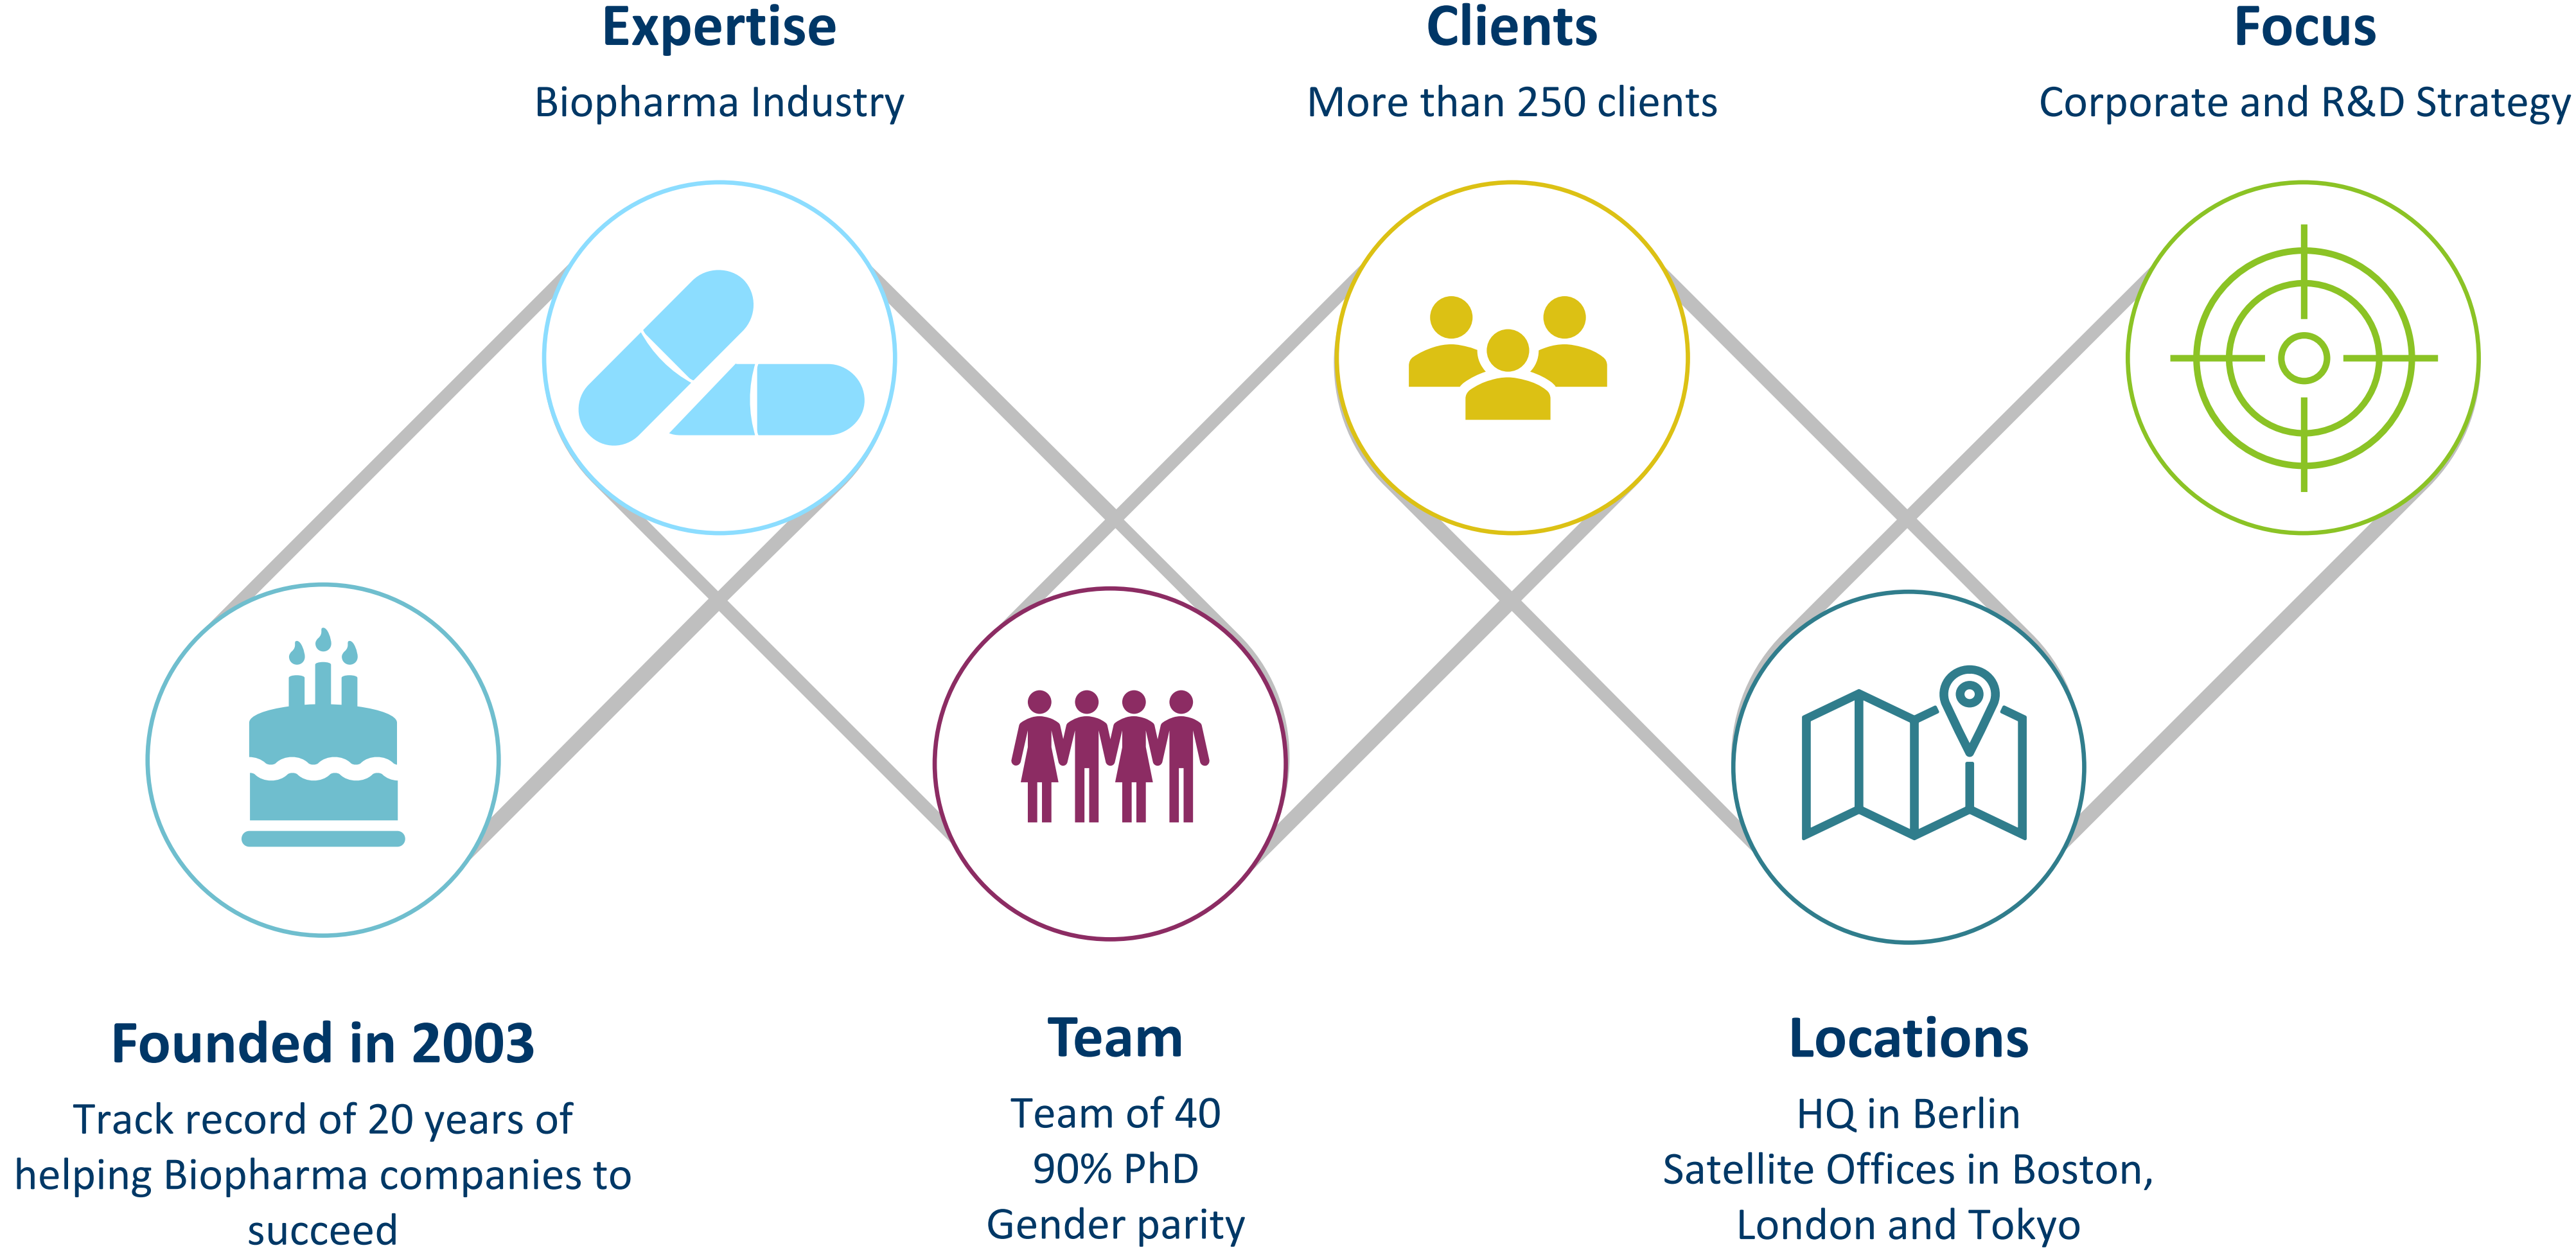 Expertise
Biopharma Industry
Clients
More than 250 clients
Focus
Corporate and R&D Strategy
Founded in 2003
Track record of 20 years of
helping Biopharma companies to
succeed
Team
Team of 40
90% PhD
Gender parity
Locations
HQ in Berlin
Satellite Offices in Boston,
London and Tokyo